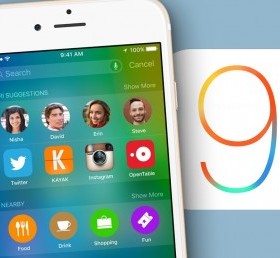 9:41 AM 100%
Search Cancel
SUGGESTIONS Show More
Nisha David Erin Steve
Twitter KAYAK Instagram OpenTable
NEARBY Show More
Food Drink Shopping Fun
K
9